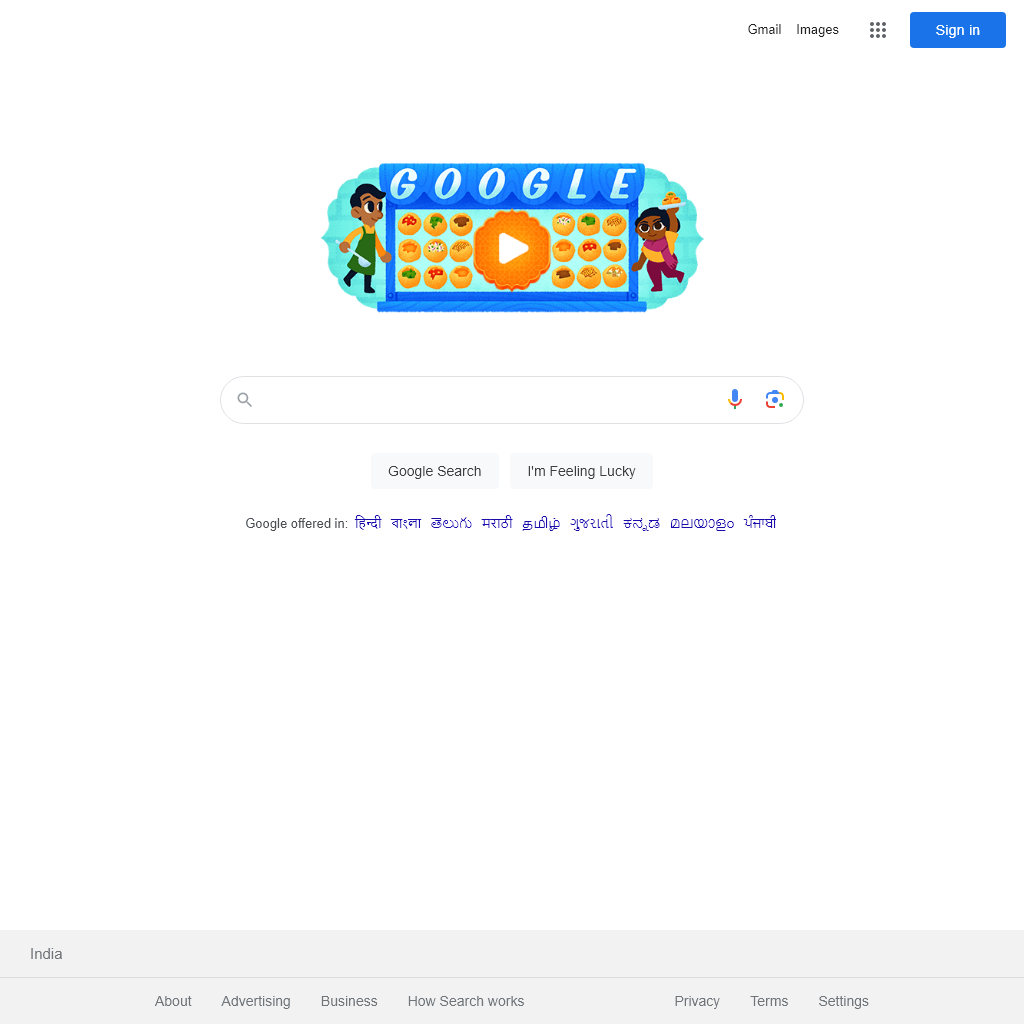 Gmail Images Sign in
GOOGLE
Google Search I'm Feeling Lucky
Google offered in: हिन्दी বাংলা తెలుగు मराठी தமிழ் ગુજરાતી ಕನ್ನಡ മലയാളം ਪੰਜਾਬੀ
India
About Advertising Business How Search works Privacy Terms Settings